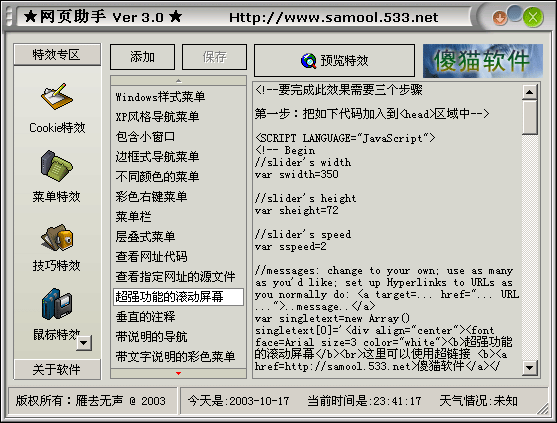 ★网页助手 Ver 3.0 ★ Http://www.samool.533.net
特效专区
Cookie特效
菜单特效
技巧特效
鼠标特效
关于软件
添加
保存
Windows样式菜单
XP风格导航菜单
包含小窗口
边框式导航菜单
不同颜色的菜单
彩色右键菜单
菜单栏
层叠式菜单
查看网址代码
查看指定网址的源文件
超强功能的滚动屏幕
垂直的注释
带说明的导航
带文字说明的彩色菜单
预览特效
傻猫软件
<!--要完成此效果需要三个步骤
第一步：把如下代码加入到<head>区域中-->
<SCRIPT LANGUAGE="JavaScript">
<!-- Begin
//slider's width
var swidth=350
//slider's height
var sheight=72
//slider's speed
var sspeed=2
//messages: change to your own; use as many
as you'd like; set up Hyperlinks to URLs as
you normally do: <a target=... href="... URL
...">..message..</a>
var singletext=new Array()
singletext[0]='<div align="center"><font
face=Arial size=3 color="white"><b>超强功能
的滚动屏幕</b><br>这里可以使用超链接 <b><a
href=http://samool.533.net>傻猫软件</a></
版权所有：雁去无声 @ 2003
今天是:2003-10-17 当前时间是:23:41:17 天气情况:未知